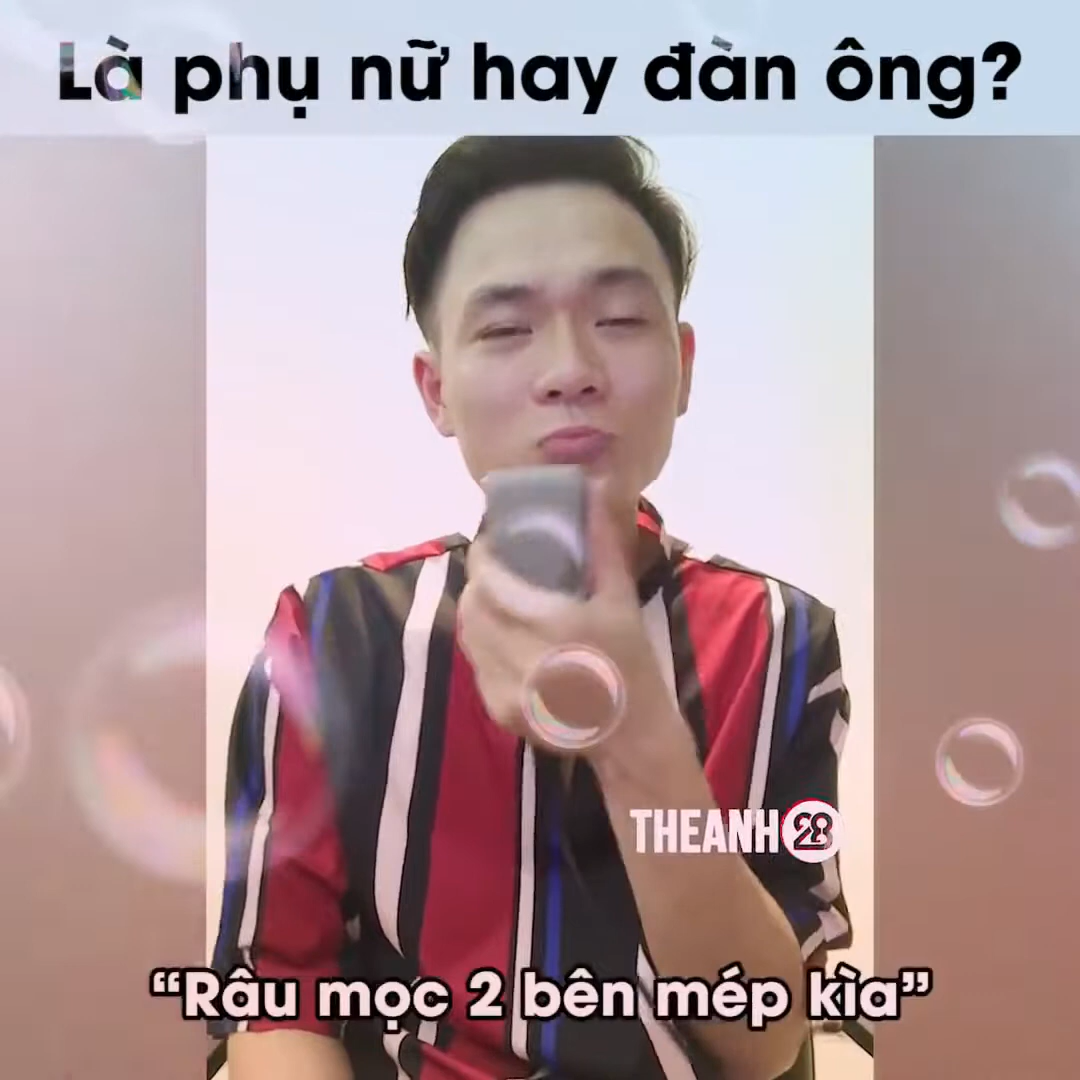 Là phụ nữ hay đàn ông?
THEANH28
“Râu mọc 2 bên mép kìa”